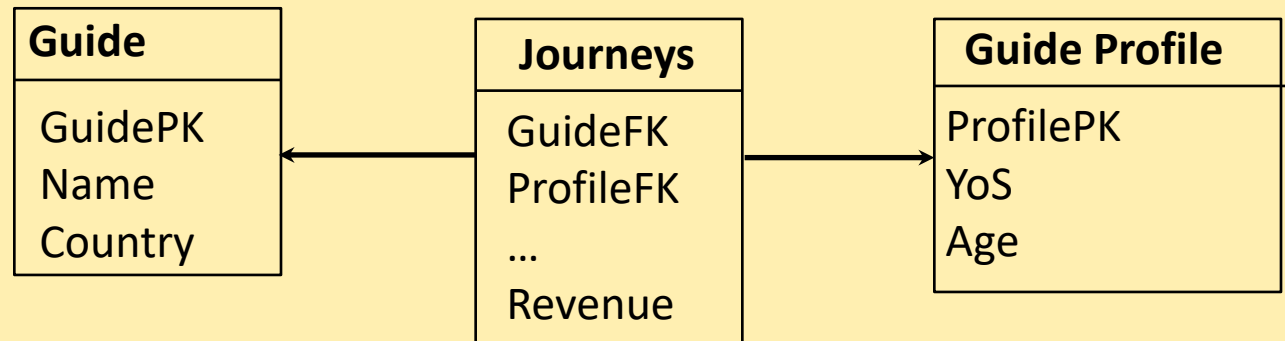 Guide
GuidePK
Name
Country
Journeys
GuideFK
ProfileFK
...
Revenue
Guide Profile
ProfilePK
YoS
Age